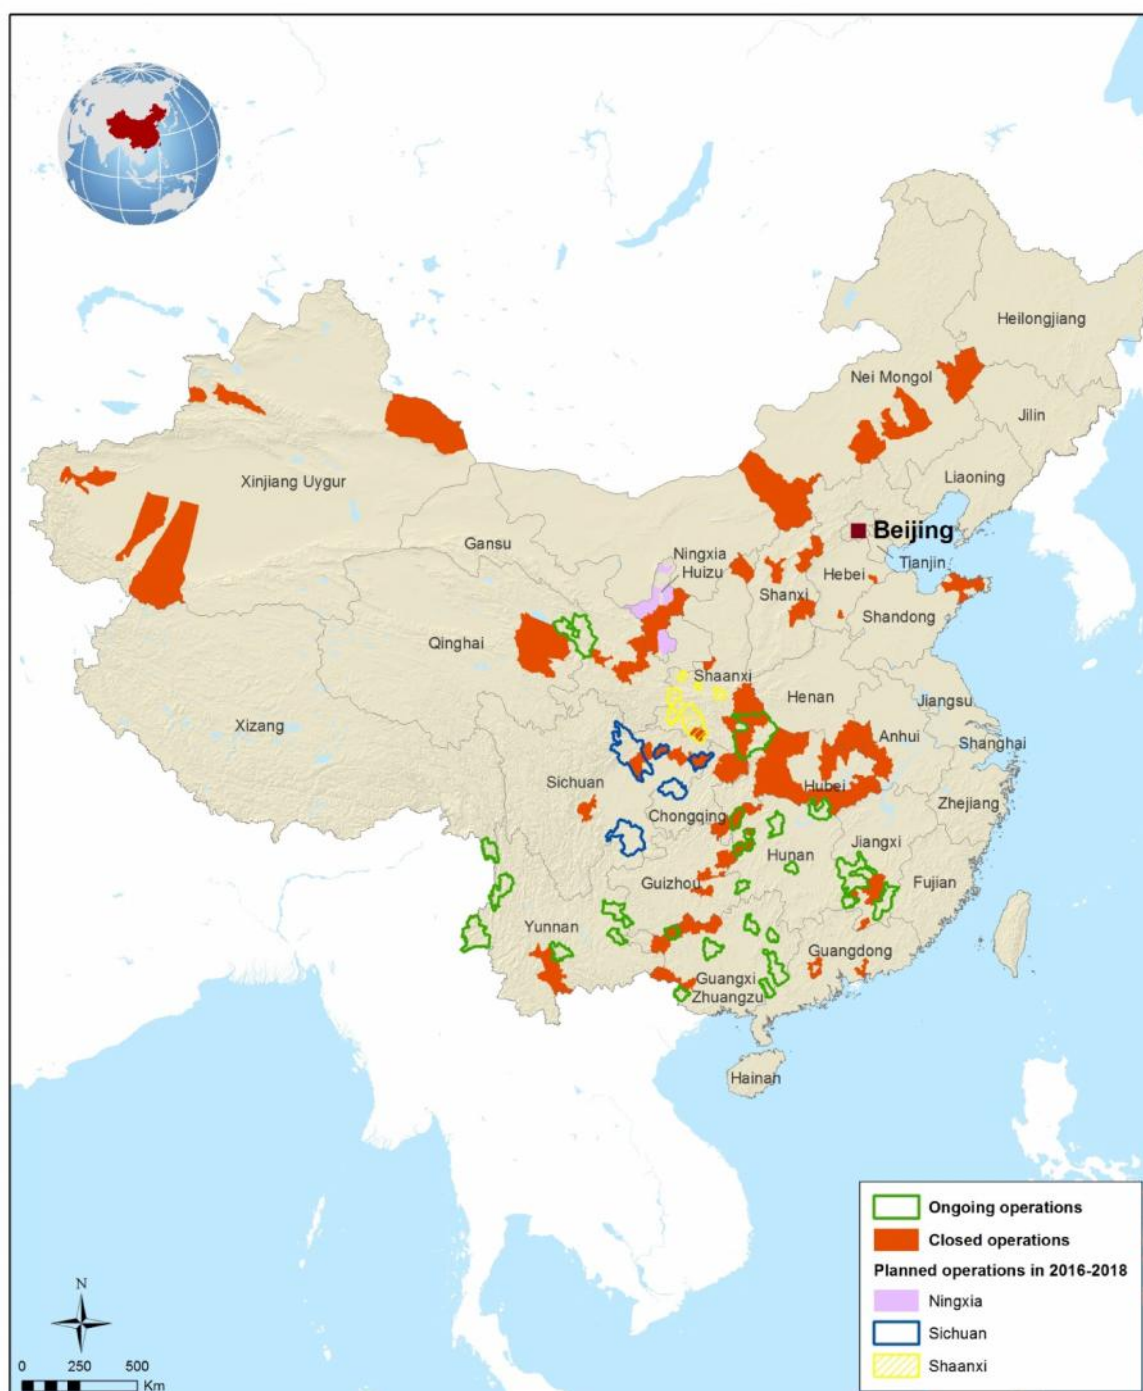 Heilongjiang
Nei Mongol
Jilin
Liaoning
Xinjiang Uygur
Beijing
Gansu
Ningxia
Huizu
Tianjin
Hebei
Shanxi
Shandong
Qinghai
Shaanxi
Henan
Jiangsu
Xizang
Anhui
Shanghai
Sichuan
Hubei
Zhejiang
Chongqing
Jiangxi
Hunan
Guizhou
Fujian
Yunnan
Guangdong
Guangxi
Zhuangzu
Hainan
Ongoing operations
Closed operations
Planned operations in 2016-2018
Ningxia
Sichuan
Shaanxi
N
0 250 500
Km